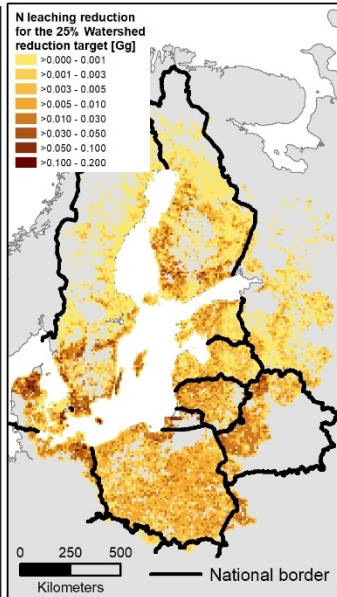 N leaching reduction
for the 25% Watershed
reduction target [Gg]
>0.000 - 0.001
>0.001 - 0.003
>0.003 - 0.005
>0.005 - 0.010
>0.010 - 0.030
>0.030 - 0.050
>0.050 - 0.100
>0.100 - 0.200
0 250 500
Kilometers
National border